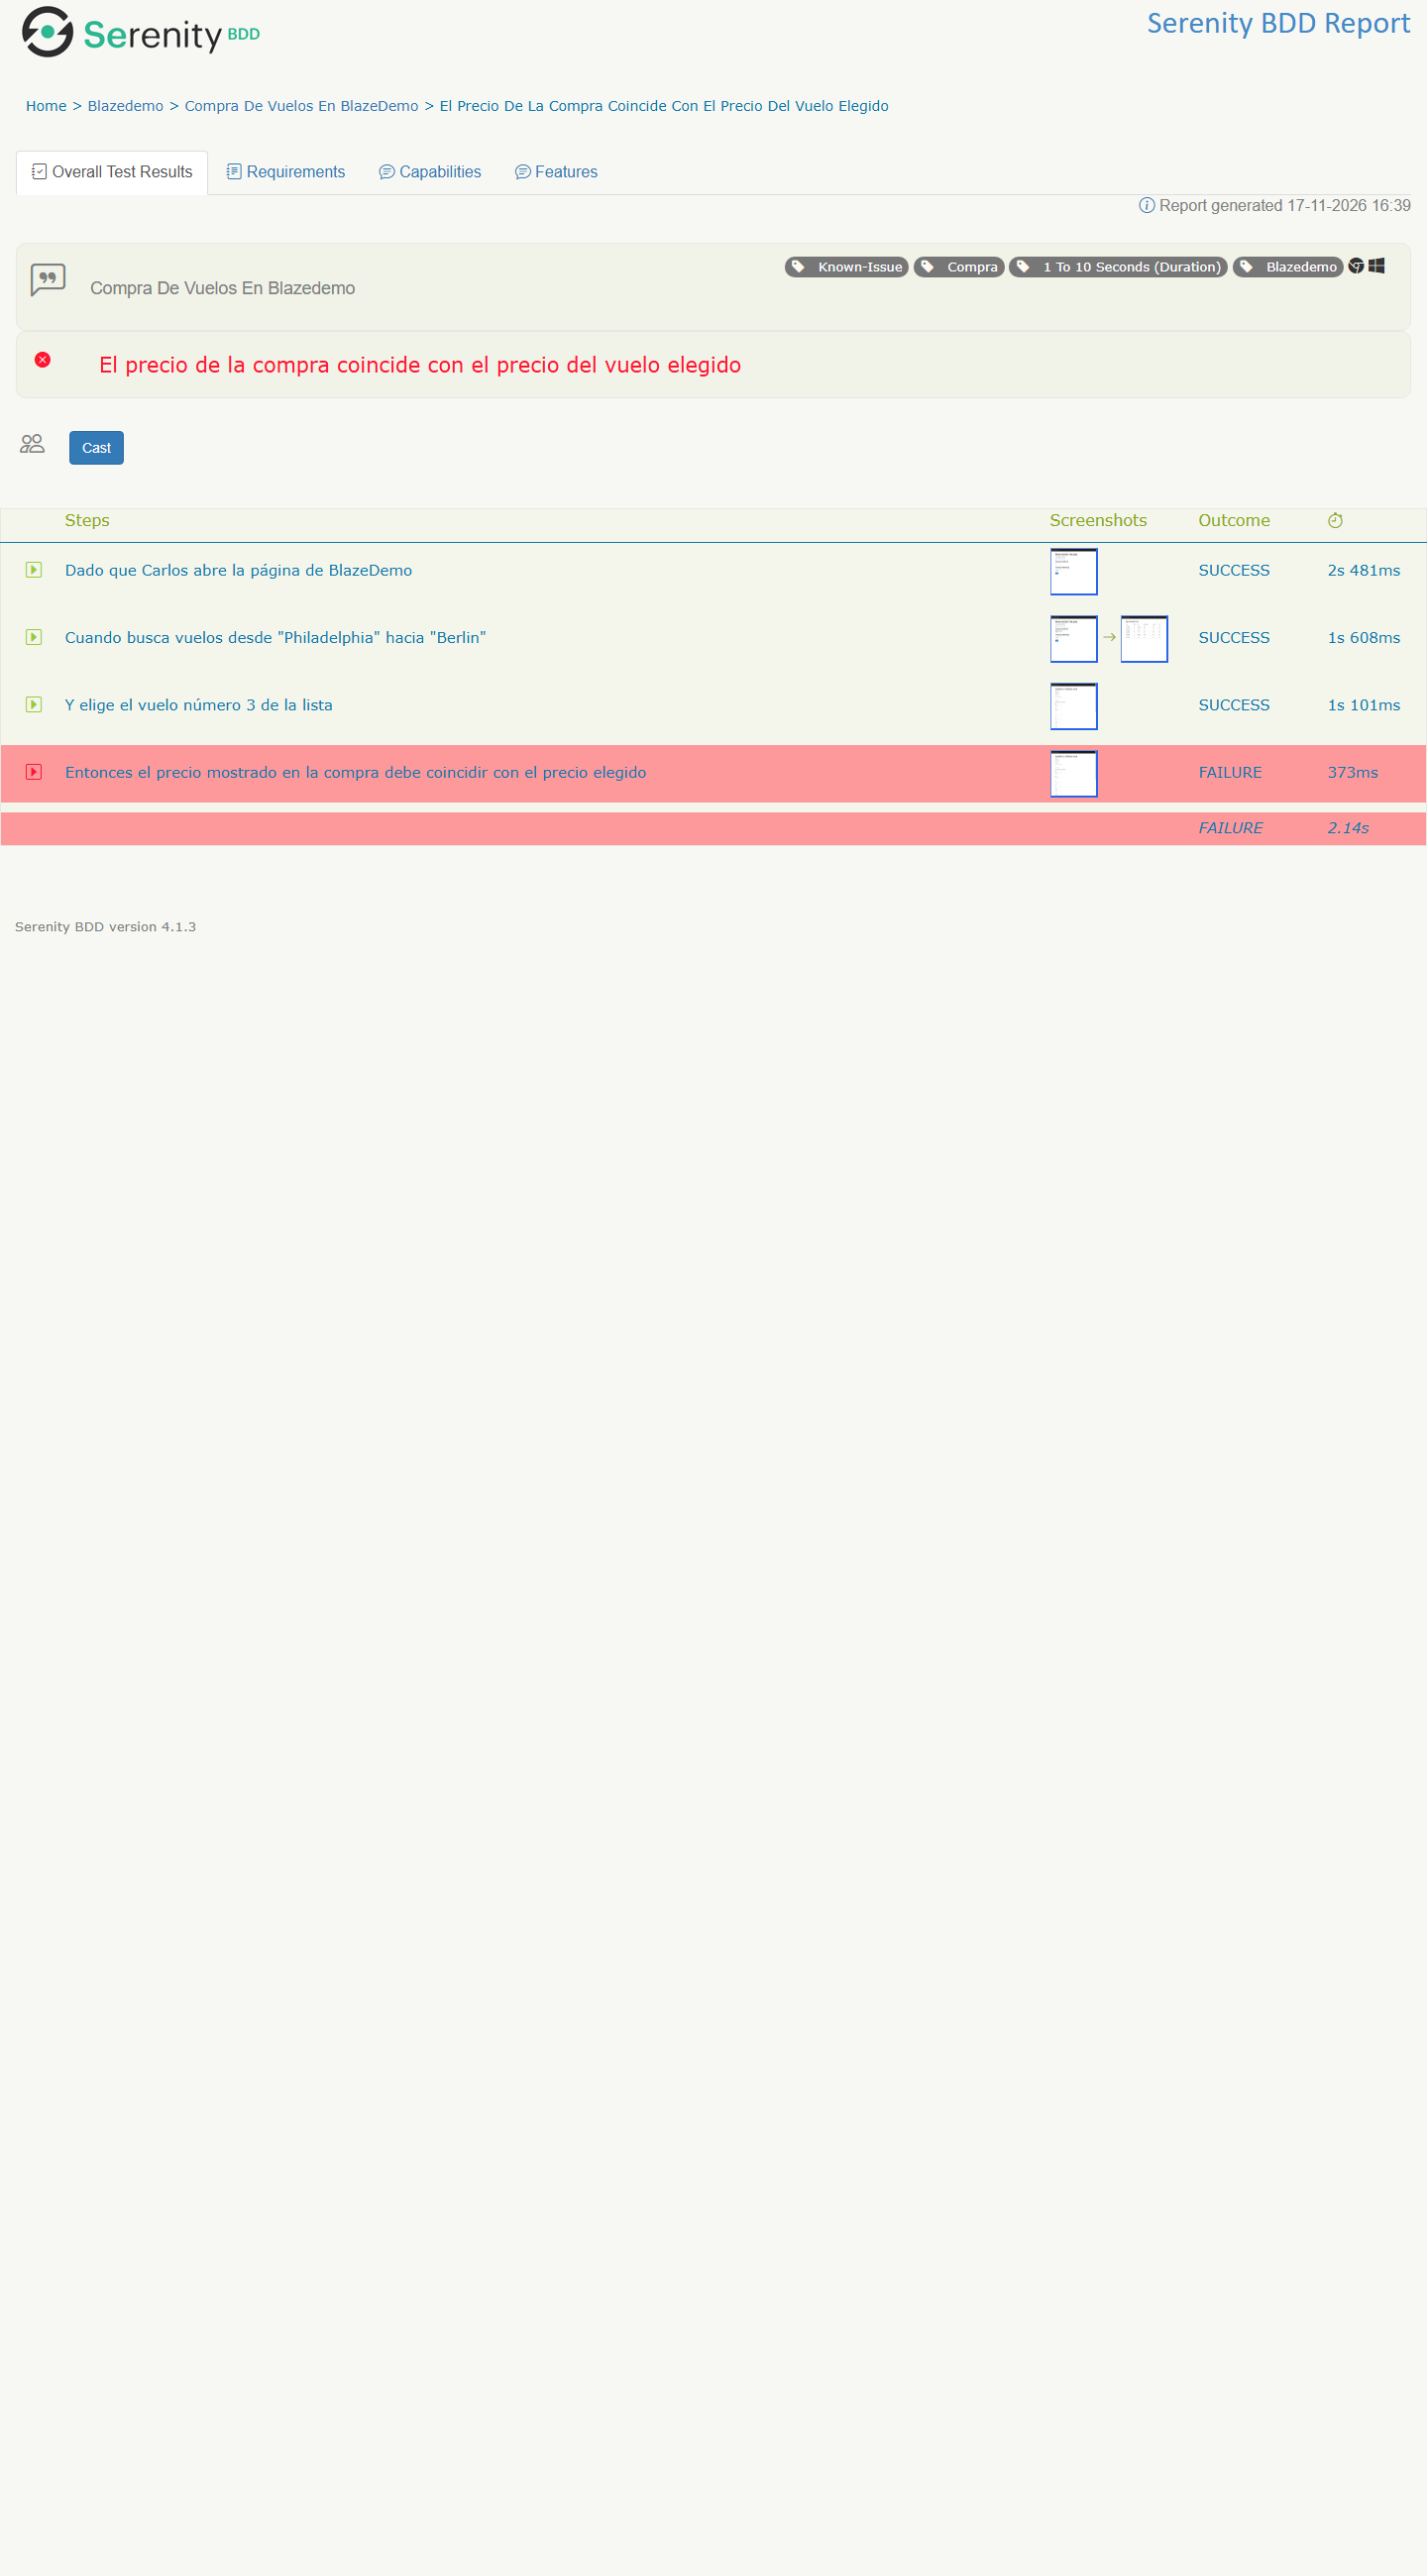 Serenity BDD
Serenity BDD Report
Home > Blazedemo > Compra De Vuelos En BlazeDemo > El Precio De La Compra Coincide Con El Precio Del Vuelo Elegido
Overall Test Results Requirements Capabilities Features
Report generated 17-11-2026 16:39
Known-Issue Compra 1 To 10 Seconds (Duration) Blazedemo
Compra De Vuelos En Blazedemo
El precio de la compra coincide con el precio del vuelo elegido
Cast
Steps Screenshots Outcome
Dado que Carlos abre la página de BlazeDemo SUCCESS 2s 481ms
Cuando busca vuelos desde "Philadelphia" hacia "Berlin" SUCCESS 1s 608ms
Y elige el vuelo número 3 de la lista SUCCESS 1s 101ms
Entonces el precio mostrado en la compra debe coincidir con el precio elegido FAILURE 373ms
FAILURE 2.14s
Serenity BDD version 4.1.3